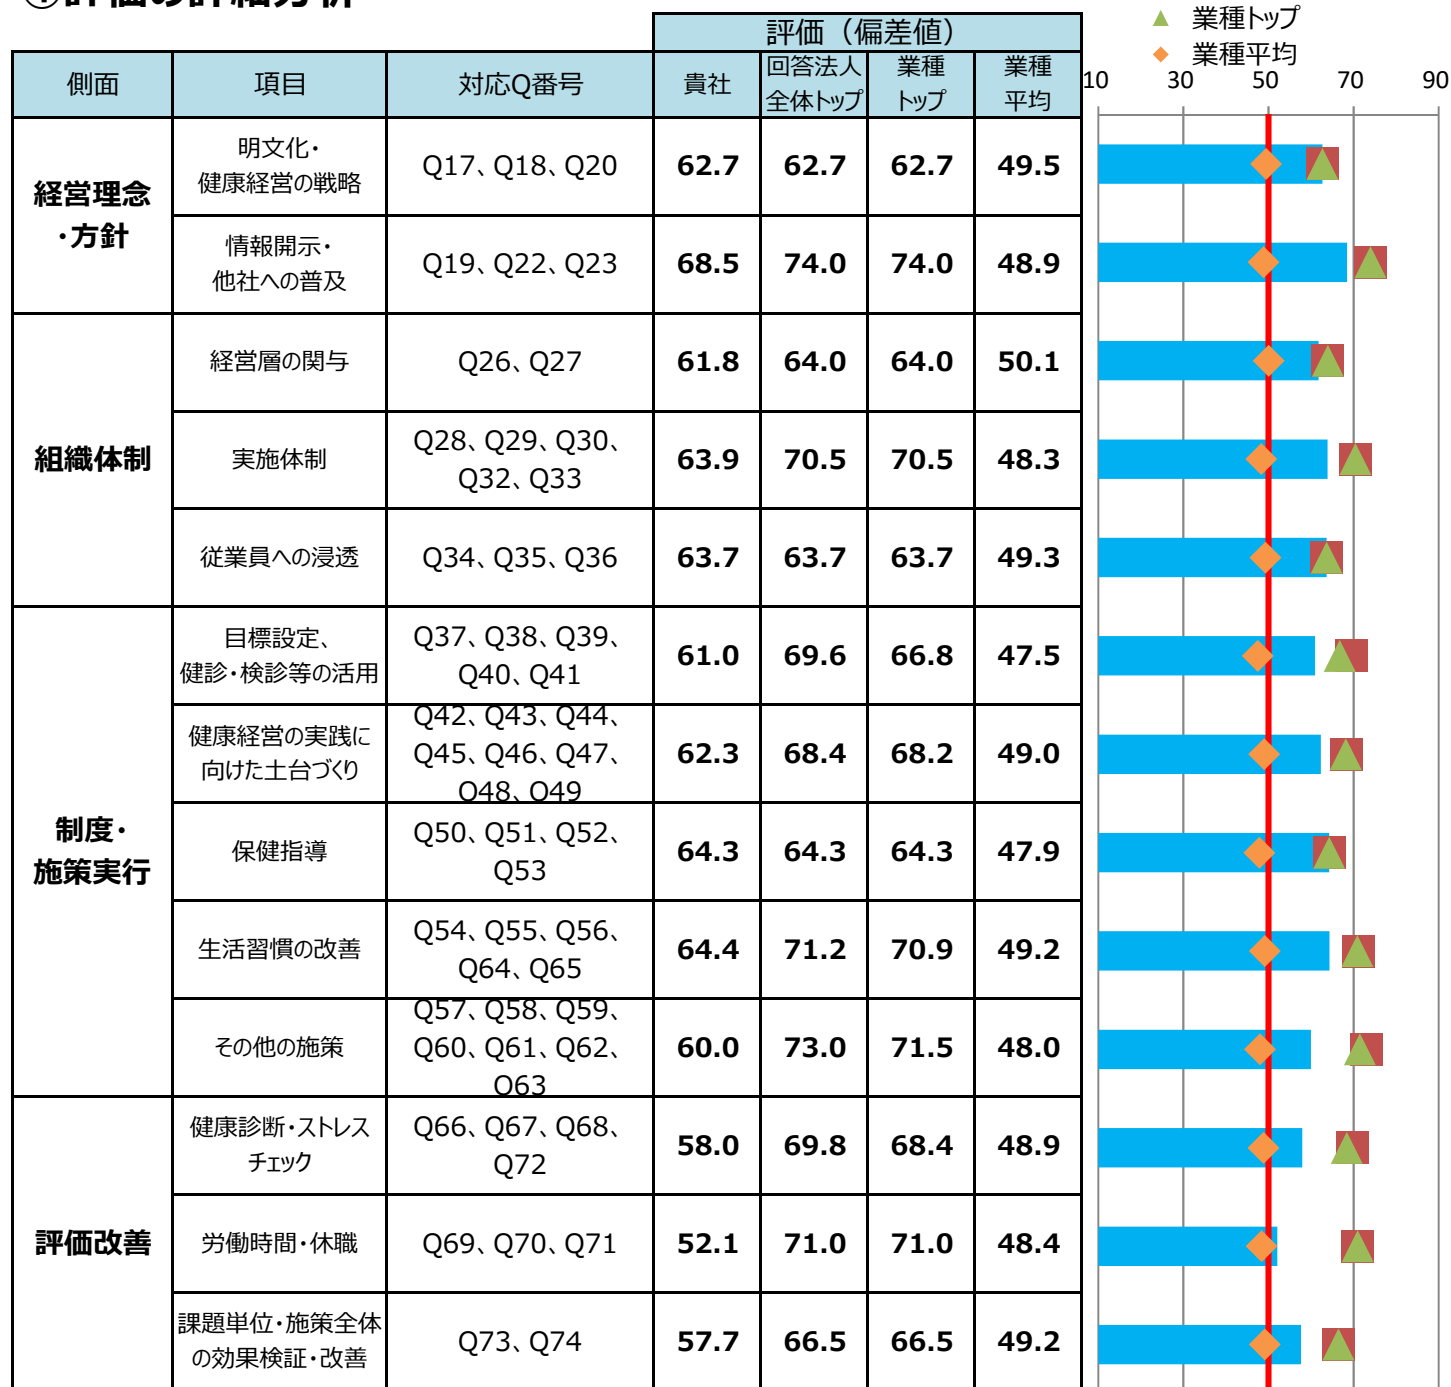 ①評価の詳細分析
業種トップ
業種平均
評価（偏差値）
側面 項目 対応Q番号 貴社 回答法人全体トップ 業種トップ 業種平均
10 30 50 70 90
経営理念・方針
明文化・
健康経営の戦略
Q17、Q18、Q20
62.7 62.7 62.7 49.5
情報開示・
他社への普及
Q19、Q22、Q23
68.5 74.0 74.0 48.9
組織体制
経営層の関与
Q26、Q27
61.8 64.0 64.0 50.1
実施体制
Q28、Q29、Q30、
Q32、Q33
63.9 70.5 70.5 48.3
従業員への浸透
Q34、Q35、Q36
63.7 63.7 63.7 49.3
制度・
施策実行
目標設定、
健診・検診等の活用
Q37、Q38、Q39、
Q40、Q41
61.0 69.6 66.8 47.5
健康経営の実践に
向けた土台づくり
Q42、Q43、Q44、
Q45、Q46、Q47、
Q48、Q49
62.3 68.4 68.2 49.0
保健指導
Q50、Q51、Q52、
Q53
64.3 64.3 64.3 47.9
生活習慣の改善
Q54、Q55、Q56、
Q64、Q65
64.4 71.2 70.9 49.2
その他の施策
Q57、Q58、Q59、
Q60、Q61、Q62、
Q63
60.0 73.0 71.5 48.0
評価改善
健康診断・ストレス
チェック
Q66、Q67、Q68、
Q72
58.0 69.8 68.4 48.9
労働時間・休職
Q69、Q70、Q71
52.1 71.0 71.0 48.4
課題単位・施策全体
の効果検証・改善
Q73、Q74
57.7 66.5 66.5 49.2